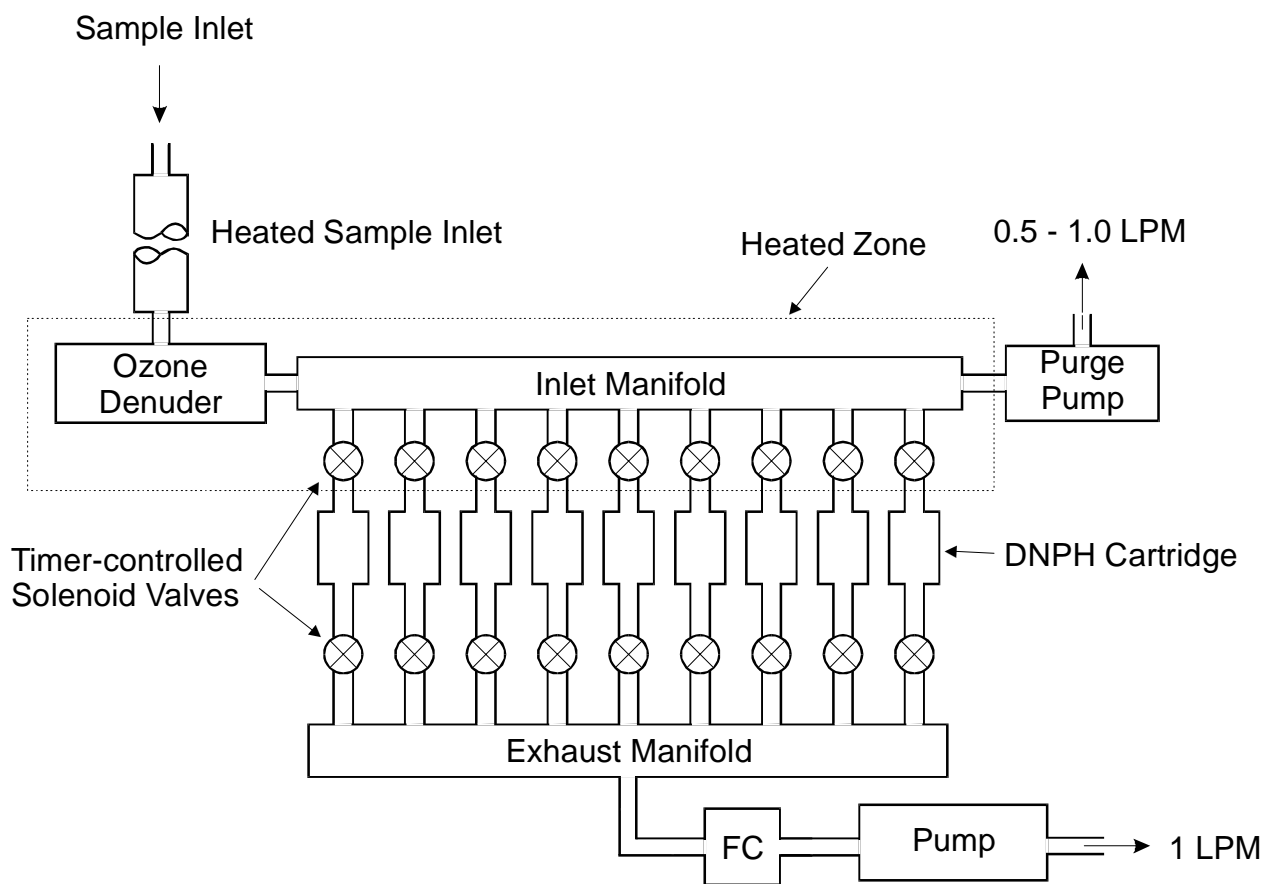 Sample Inlet
Heated Sample Inlet
Heated Zone
0.5 - 1.0 LPM
Ozone
Denuder
Inlet Manifold
Purge
Pump
Timer-controlled
Solenoid Valves
DNPH Cartridge
Exhaust Manifold
FC
Pump
1 LPM